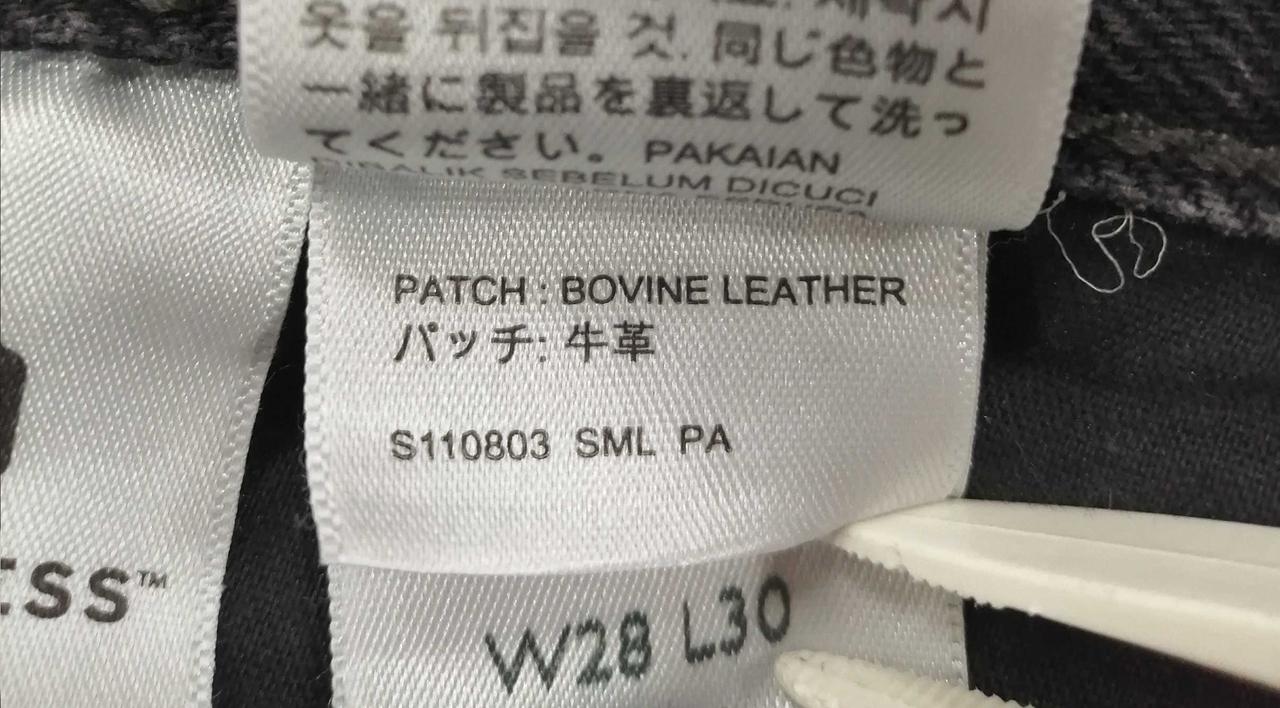 옷을 뒤집을 것. 同じ色物と
一緒に製品を裏返して洗っ
てください。 PAKAIAN
DIBALIK SEBELUM DICUCI
PATCH : BOVINE LEATHER
パッチ: 牛革
S110803 SML PA
W28 L30
ESS™